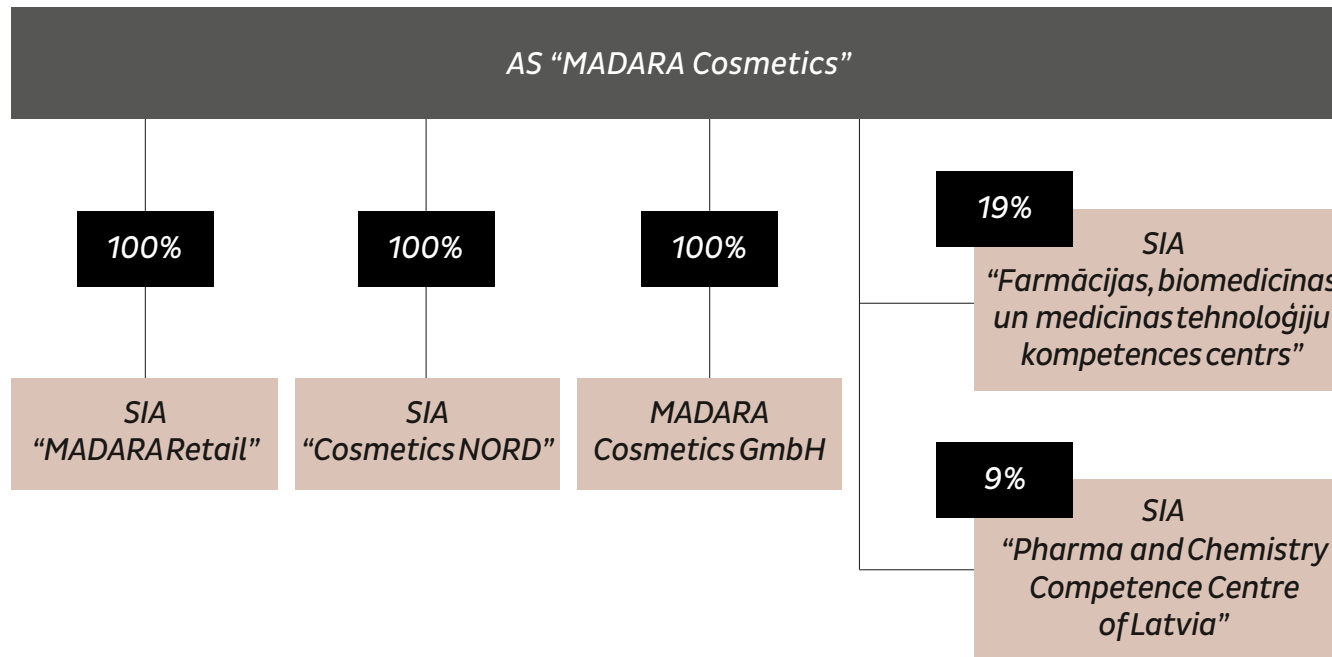 AS “MADARA Cosmetics”
100%
100%
100%
19%
9%
SIA
“MADARA Retail”
SIA
“Cosmetics NORD”
MADARA
Cosmetics GmbH
SIA
“Farmācijas, biomedicīnas
un medicīnas tehnoloģiju
kompetences centrs”
SIA
“Pharma and Chemistry
Competence Centre
of Latvia”